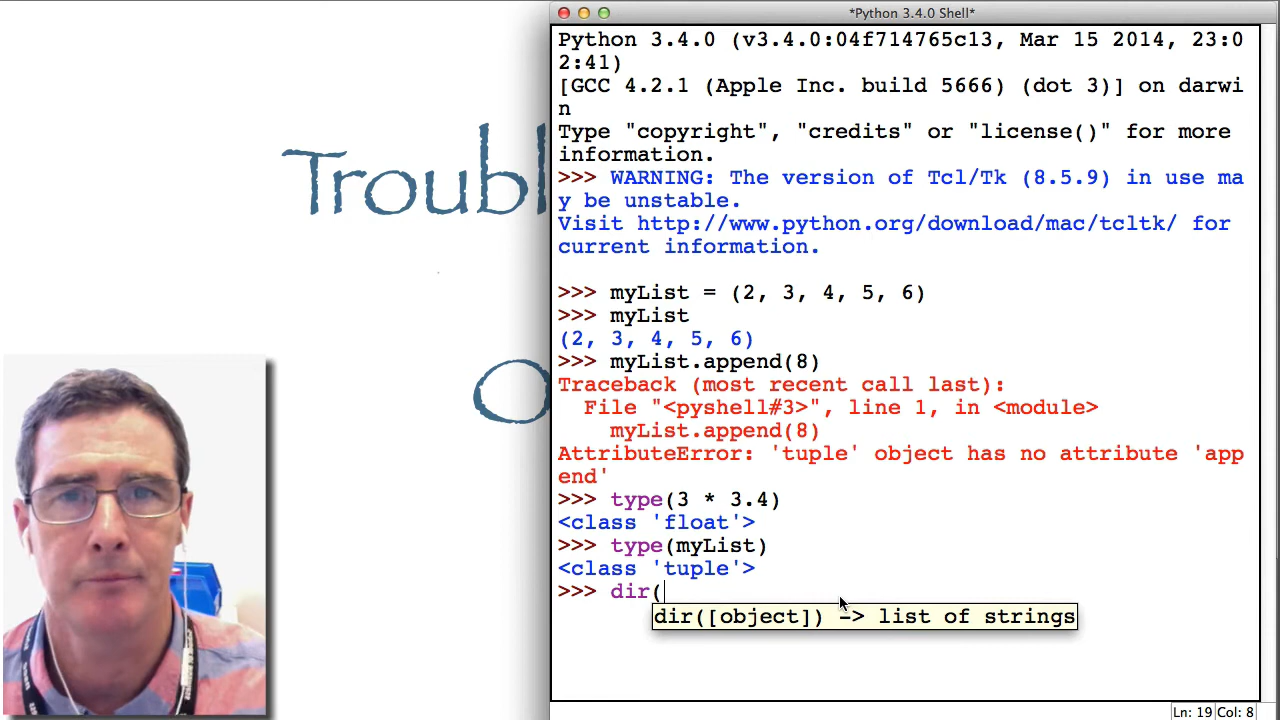 *Python 3.4.0 Shell*
Python 3.4.0 (v3.4.0:04f714765c13, Mar 15 2014, 23:0
2:41)
[GCC 4.2.1 (Apple Inc. build 5666) (dot 3)] on darwi
n
Type "copyright", "credits" or "license()" for more
information.
>>> WARNING: The version of Tcl/Tk (8.5.9) in use ma
y be unstable.
Visit http://www.python.org/download/mac/tcltk/ for
current information.
>>> myList = (2, 3, 4, 5, 6)
>>> myList
(2, 3, 4, 5, 6)
>>> myList.append(8)
Traceback (most recent call last):
  File "<pyshell#3>", line 1, in <module>
    myList.append(8)
AttributeError: 'tuple' object has no attribute 'app
end'
>>> type(3 * 3.4)
<class 'float'>
>>> type(myList)
<class 'tuple'>
>>> dir(
dir([object]) -> list of strings
Ln: 19 Col: 8
Troubl
O